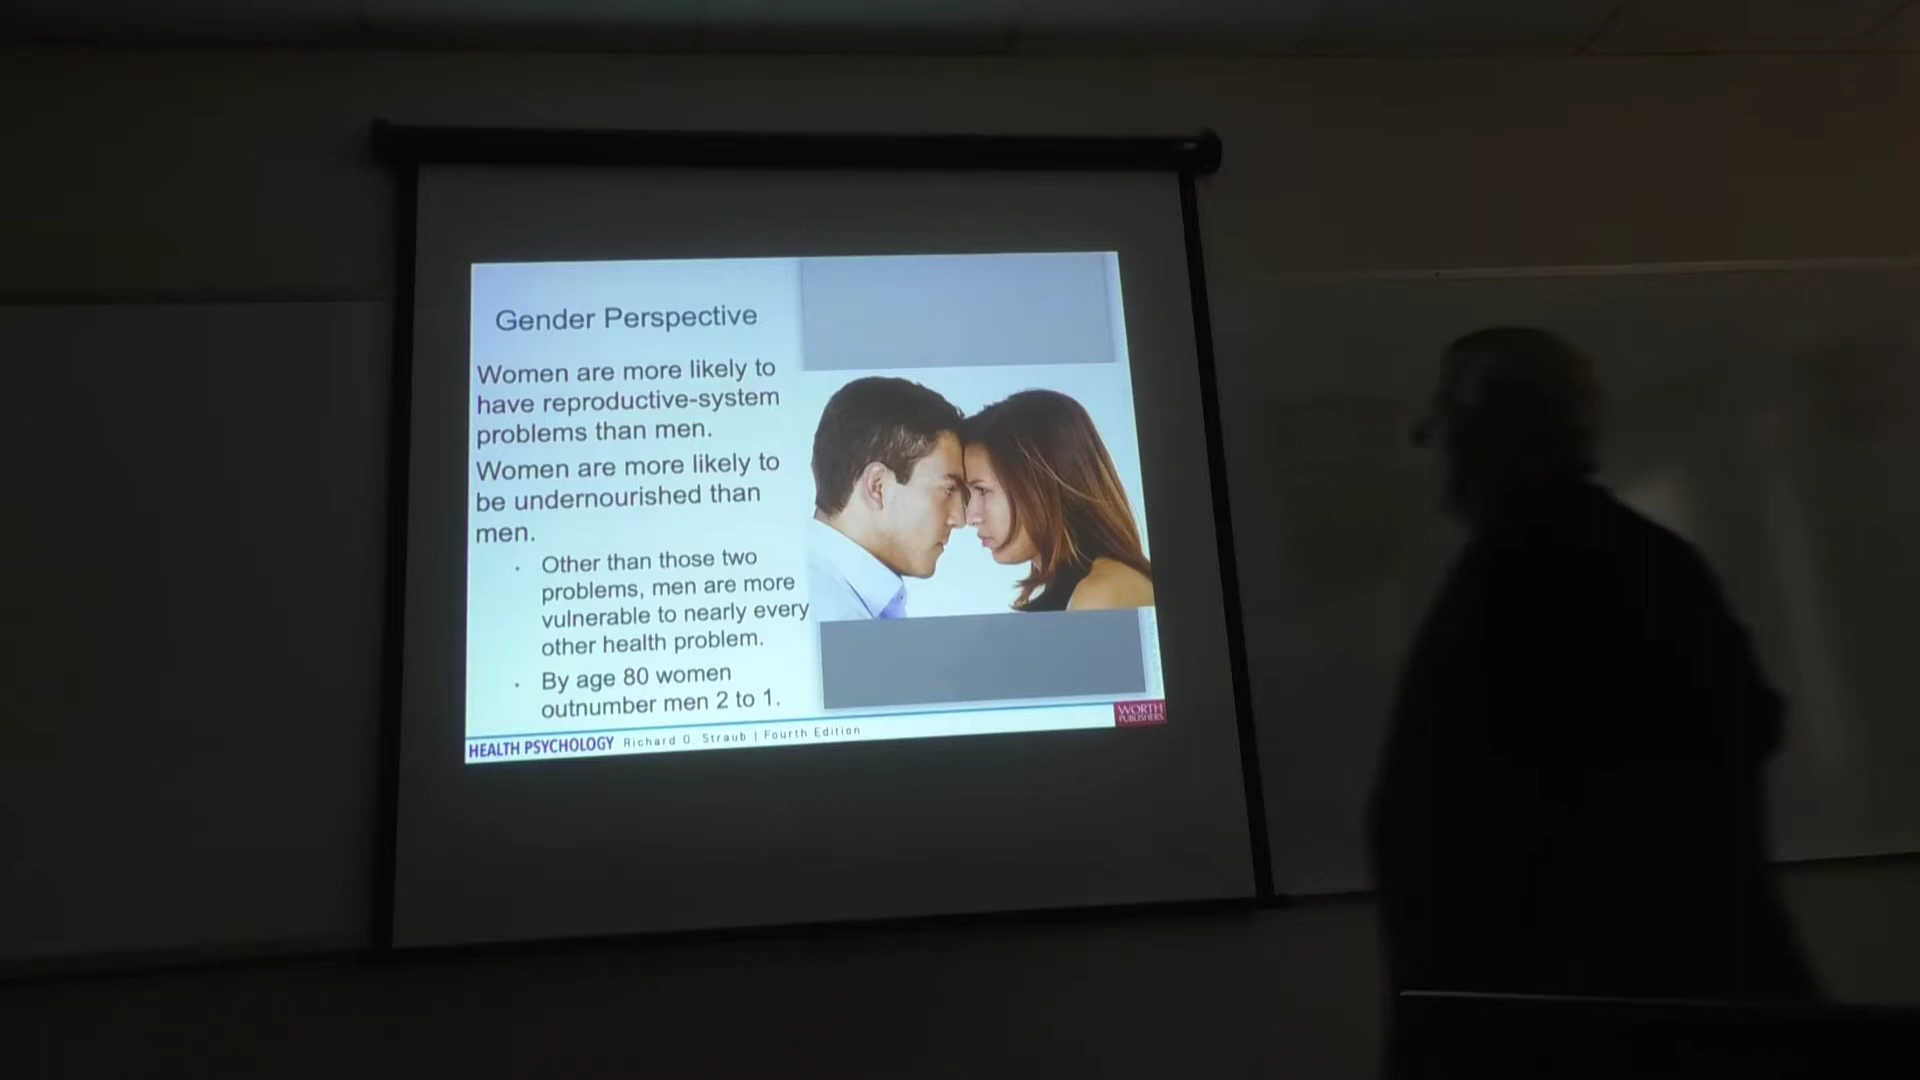 Gender Perspective
Women are more likely to
have reproductive-system
problems than men.
Women are more likely to
be undernourished than
men.
• Other than those two
problems, men are more
vulnerable to nearly every
other health problem.
• By age 80 women
outnumber men 2 to 1.
HEALTH PSYCHOLOGY Richard O. Straub | Fourth Edition
WORTH
PUBLISHERS